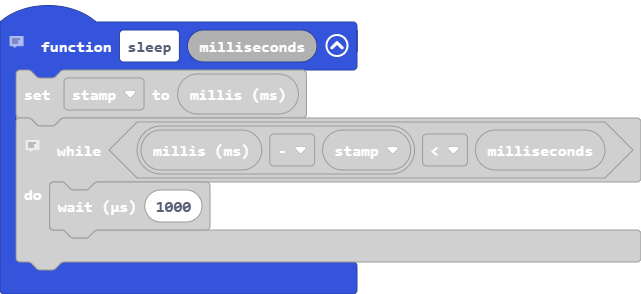 function sleep milliseconds
set stamp to millis (ms)
while millis (ms) - stamp < milliseconds
do
wait (µs) 1000